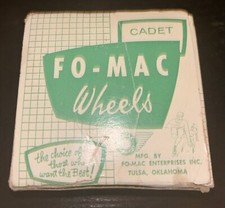 CADET
FO-MAC
Wheels
the choice of
those who
want the Best!
MFG. BY
FO-MAC ENTERPRISES INC.
TULSA, OKLAHOMA